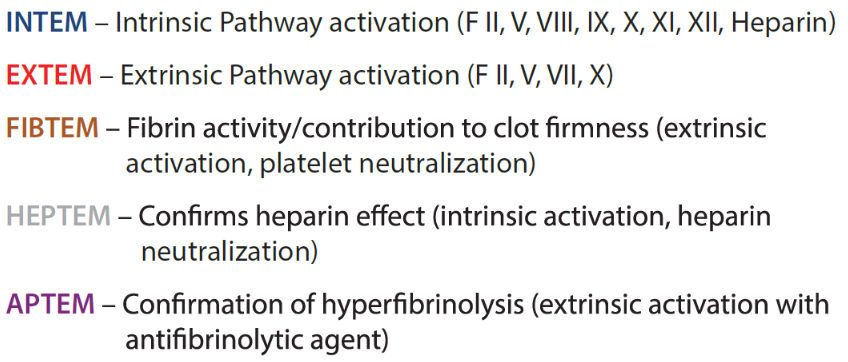 INTEM – Intrinsic Pathway activation (F II, V, VIII, IX, X, XI, XII, Heparin)
EXTEM – Extrinsic Pathway activation (F II, V, VII, X)
FIBTEM – Fibrin activity/contribution to clot firmness (extrinsic
activation, platelet neutralization)
HEPTEM – Confirms heparin effect (intrinsic activation, heparin
neutralization)
APTEM – Confirmation of hyperfibrinolysis (extrinsic activation with
antifibrinolytic agent)